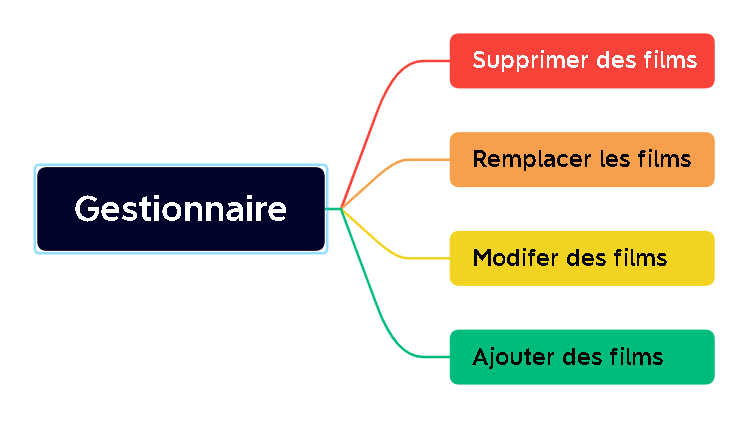 Gestionnaire
Supprimer des films
Remplacer les films
Modifer des films
Ajouter des films